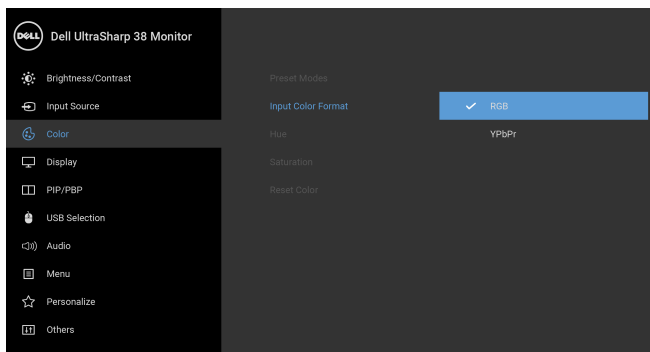 DELL Dell UltraSharp 38 Monitor
Brightness/Contrast
Preset Modes
Input Source
Input Color Format
RGB
Color
Hue
YPbPr
Display
Saturation
PIP/PBP
Reset Color
USB Selection
Audio
Menu
Personalize
Others